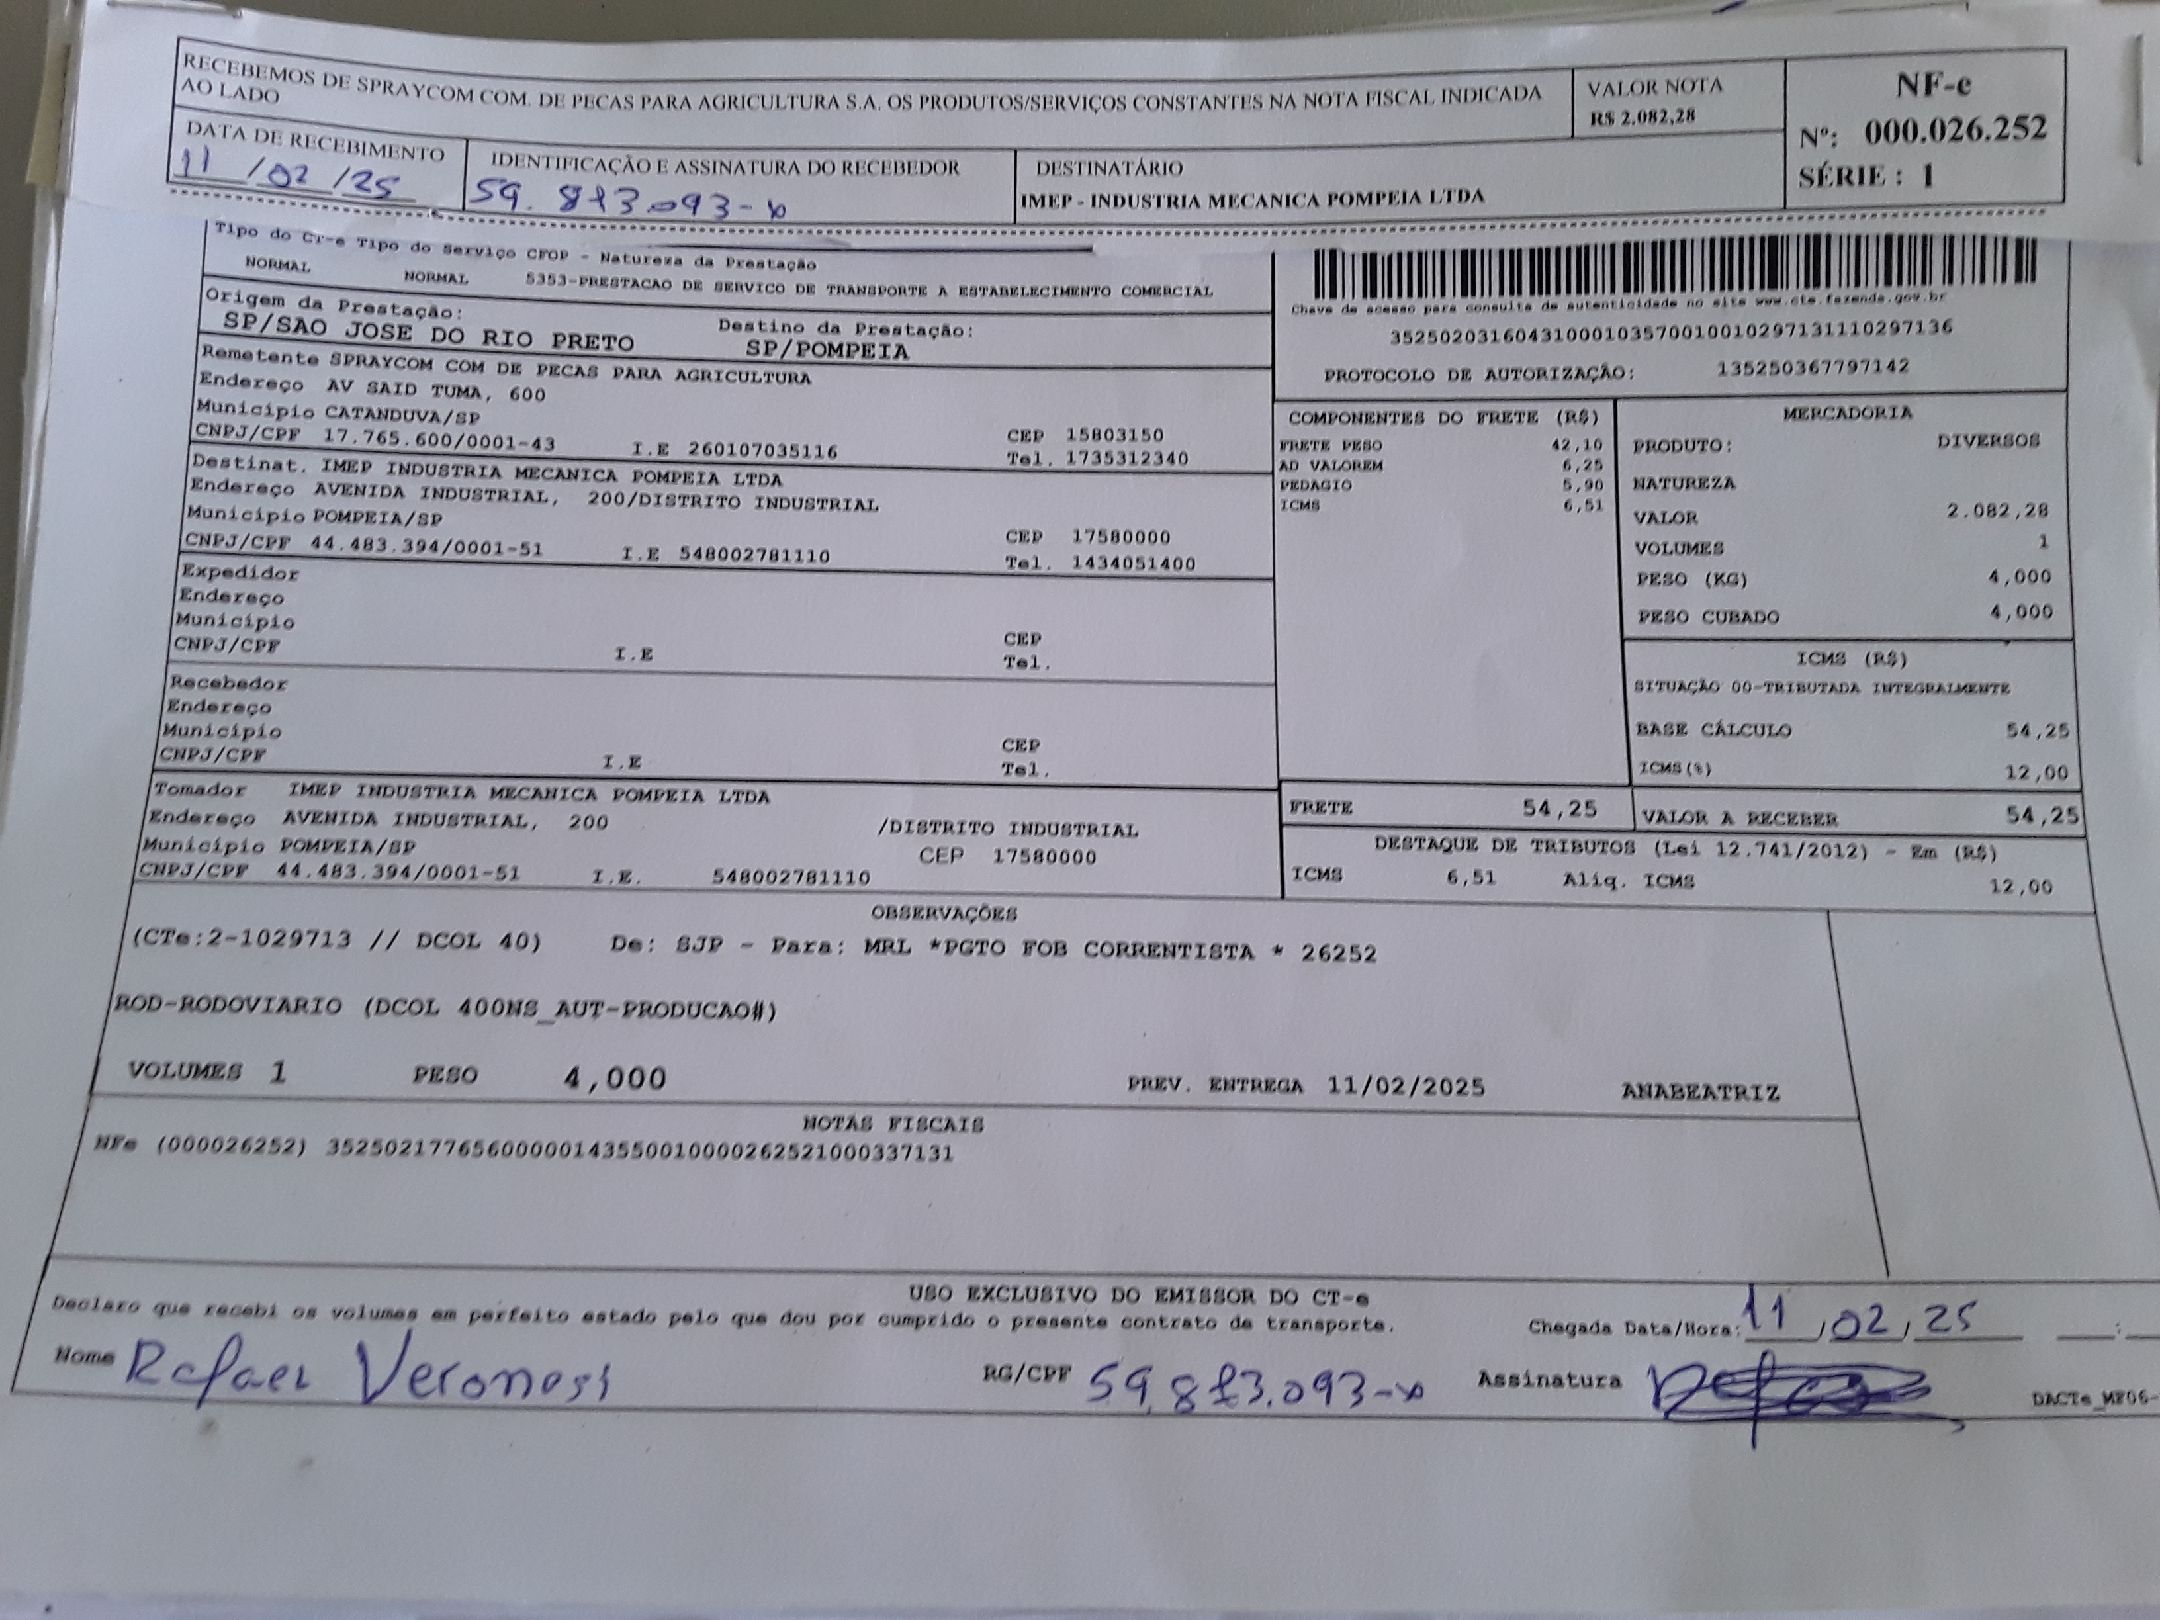 RECEBEMOS DE SPRAYCOM COM. DE PECAS PARA AGRICULTURA S.A. OS PRODUTOS/SERVIÇOS CONSTANTES NA NOTA FISCAL INDICADA
AO LADO
VALOR NOTA
R$ 2.082,28
NF-e
Nº: 000.026.252
SÉRIE : 1
DATA DE RECEBIMENTO
11/02/25
IDENTIFICAÇÃO E ASSINATURA DO RECEBEDOR
59.873.093-x
DESTINATÁRIO
IMEP - INDUSTRIA MECANICA POMPEIA LTDA
Tipo do CT-e Tipo do Serviço CFOP - Natureza da Prestação
NORMAL NORMAL 5353-PRESTACAO DE SERVICO DE TRANSPORTE A ESTABELECIMENTO COMERCIAL
Origem da Prestação: Destino da Prestação:
SP/SAO JOSE DO RIO PRETO SP/POMPEIA
Chave de acesso para consulta de autenticidade no site www.cte.fazenda.gov.br
35250203160431000103570010010297131110297136
PROTOCOLO DE AUTORIZAÇÃO: 135250367797142
Remetente SPRAYCOM COM DE PECAS PARA AGRICULTURA
Endereço AV SAID TUMA, 600
Município CATANDUVA/SP CEP 15803150
CNPJ/CPF 17.765.600/0001-43 I.E 260107035116 Tel. 1735312340
Destinat. IMEP INDUSTRIA MECANICA POMPEIA LTDA
Endereço AVENIDA INDUSTRIAL, 200/DISTRITO INDUSTRIAL
Município POMPEIA/SP CEP 17580000
CNPJ/CPF 44.483.394/0001-51 I.E 548002781110 Tel. 1434051400
Expedidor
Endereço
Município CEP
CNPJ/CPF I.E Tel.
Recebedor
Endereço
Município CEP
CNPJ/CPF I.E Tel.
Tomador IMEP INDUSTRIA MECANICA POMPEIA LTDA
Endereço AVENIDA INDUSTRIAL, 200 /DISTRITO INDUSTRIAL
Município POMPEIA/SP CEP 17580000
CNPJ/CPF 44.483.394/0001-51 I.E. 548002781110
COMPONENTES DO FRETE (R$)
FRETE PESO 42,10
AD VALOREM 6,25
PEDAGIO 5,90
ICMS 6,51
MERCADORIA
PRODUTO: DIVERSOS
NATUREZA
VALOR 2.082,28
VOLUMES 1
PESO (KG) 4,000
PESO CUBADO 4,000
ICMS (R$)
SITUAÇÃO 00-TRIBUTADA INTEGRALMENTE
BASE CÁLCULO 54,25
ICMS(%) 12,00
FRETE 54,25 VALOR A RECEBER 54,25
DESTAQUE DE TRIBUTOS (Lei 12.741/2012) - Em (R$)
ICMS 6,51 Aliq. ICMS 12,00
OBSERVAÇÕES
(CTe:2-1029713 // DCOL 40) De: SJP - Para: MRL *PGTO FOB CORRENTISTA * 26252
ROD-RODOVIARIO (DCOL 400NS_AUT-PRODUCAO#)
VOLUMES 1 PESO 4,000 PREV. ENTREGA 11/02/2025 ANABEATRIZ
NOTAS FISCAIS
NFe (000026252) 35250217765600000143550010000262521000337131
USO EXCLUSIVO DO EMISSOR DO CT-e
Declaro que recebi os volumes em perfeito estado pelo que dou por cumprido o presente contrato de transporte.
Chegada Data/Hora: 11/02/25 __:
Nome Rafael Veronesi RG/CPF 59.873.093-x Assinatura